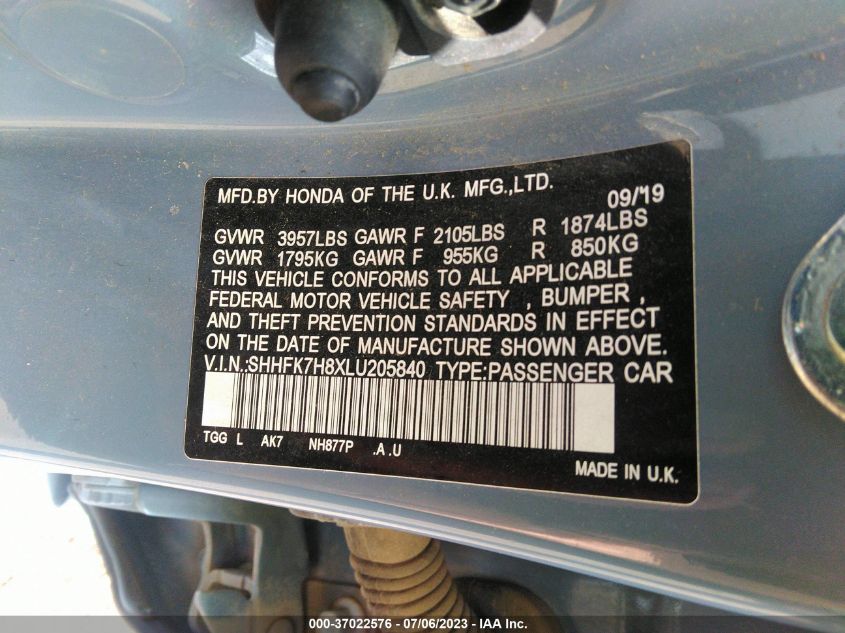 MFD.BY HONDA OF THE U.K. MFG.,LTD. 09/'19
GVWR 3957LBS GAWR F 2105LBS R 1874LBS
GVWR 1795KG GAWR F 955KG R 850KG
THIS VEHICLE CONFORMS TO ALL APPLICABLE
FEDERAL MOTOR VEHICLE SAFETY , BUMPER ,
AND THEFT PREVENTION STANDARDS IN EFFECT
ON THE DATE OF MANUFACTURE SHOWN ABOVE.
V.I.N.:SHHFK7H8XLU205840 TYPE:PASSENGER CAR
TGG L AK7 NH877P .A .U
MADE IN U.K.
000-37022576 - 07/06/2023 - © IAA Inc.